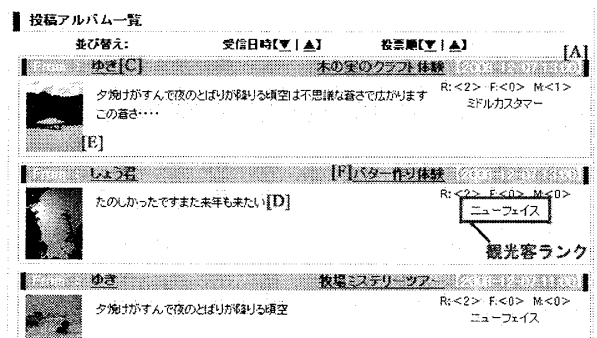 投稿アルバム一覧
並び替え: 受信日時【▼|▲】 投票順【▼|▲】
[A]
From : ゆき[C] 木の実のクラフト体験 [2008-12-07 13:00]
夕焼けがすんで夜のとばりが降りる頃空は不思議な蒼さで広がります
この蒼さ‥‥
R:<2> F:<0> M:<1>
ミドルカスタマー
[E]
From : しょう君 [F]バター作り体験
たのしかったですまた来年も来たい[D]
R:<2> F:<0> M:<0>
ニューフェイス
観光客ランク
From : ゆき 牧場ミステリーツアー
夕焼けがすんで夜のとばりが降りる頃空
R:<2> F:<0> M:<0>
ニューフェイス